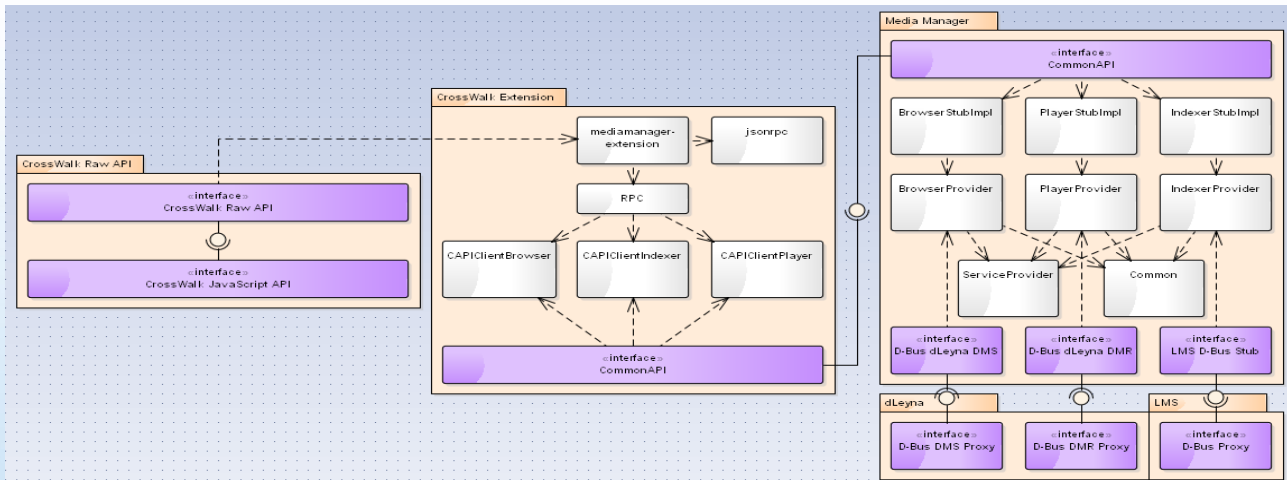 CrossWalk Raw API
«interface»
CrossWalk Raw API
«interface»
CrossWalk JavaScript API
CrossWalk Extension
mediamanager-
extension
jsonrpc
RPC
CAPIClientBrowser
CAPIClientIndexer
CAPIClientPlayer
«interface»
CommonAPI
Media Manager
«interface»
CommonAPI
BrowserStubImpl
PlayerStubImpl
IndexerStubImpl
BrowserProvider
PlayerProvider
IndexerProvider
ServiceProvider
Common
«interface»
D-Bus dLeyna DMS
«interface»
D-Bus dLeyna DMR
«interface»
LMS D-Bus Stub
dLeyna
«interface»
D-Bus DMS Proxy
«interface»
D-Bus DMR Proxy
LMS
«interface»
D-Bus Proxy